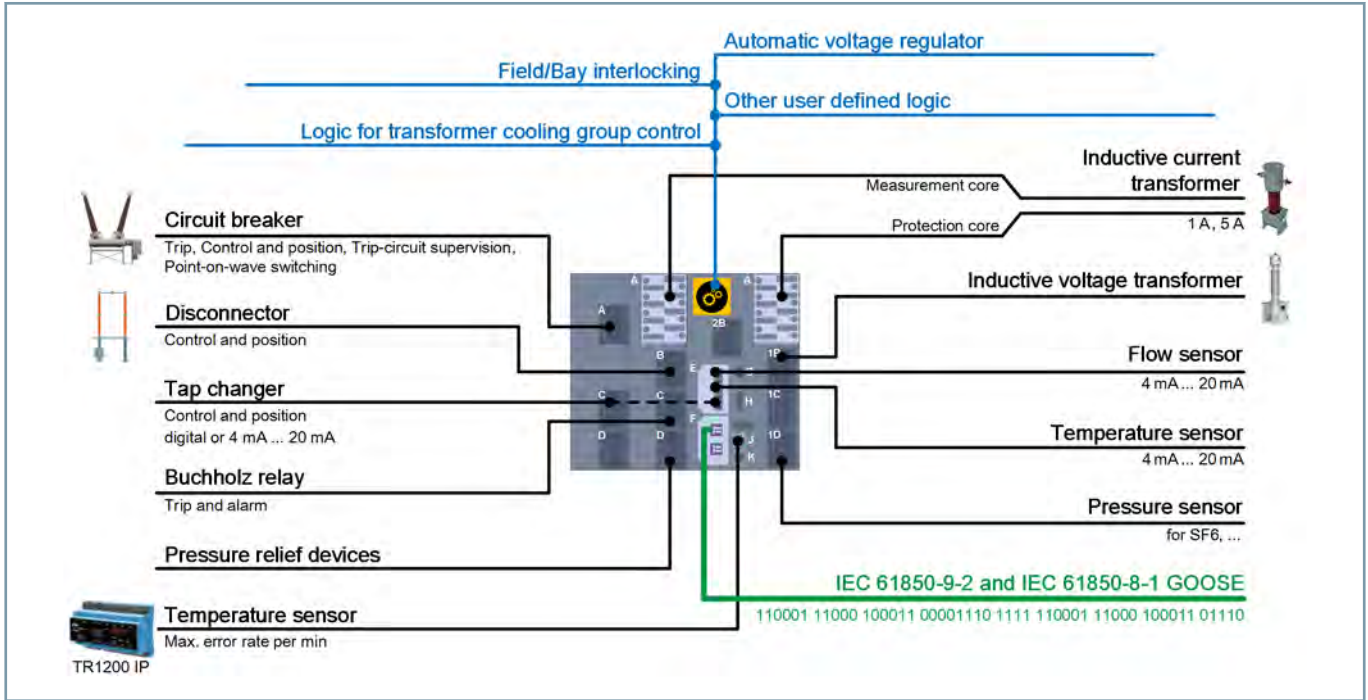 Automatic voltage regulator
Field/Bay interlocking
Other user defined logic
Logic for transformer cooling group control
Inductive current
transformer
Measurement core
Protection core
1 A, 5 A
Circuit breaker
Trip, Control and position, Trip-circuit supervision,
Point-on-wave switching
Inductive voltage transformer
Disconnector
Control and position
Flow sensor
4 mA ... 20 mA
Tap changer
Control and position
digital or 4 mA ... 20 mA
Temperature sensor
4 mA ... 20 mA
Buchholz relay
Trip and alarm
Pressure sensor
for SF6, ...
Pressure relief devices
IEC 61850-9-2 and IEC 61850-8-1 GOOSE
110001 11000 100011 00001110 1111 110001 11000 100011 01110
Temperature sensor
Max. error rate per min
TR1200 IP
A
A
A
2B
B
1B
E
C
C
H
1C
F
D
D
1D
J
K